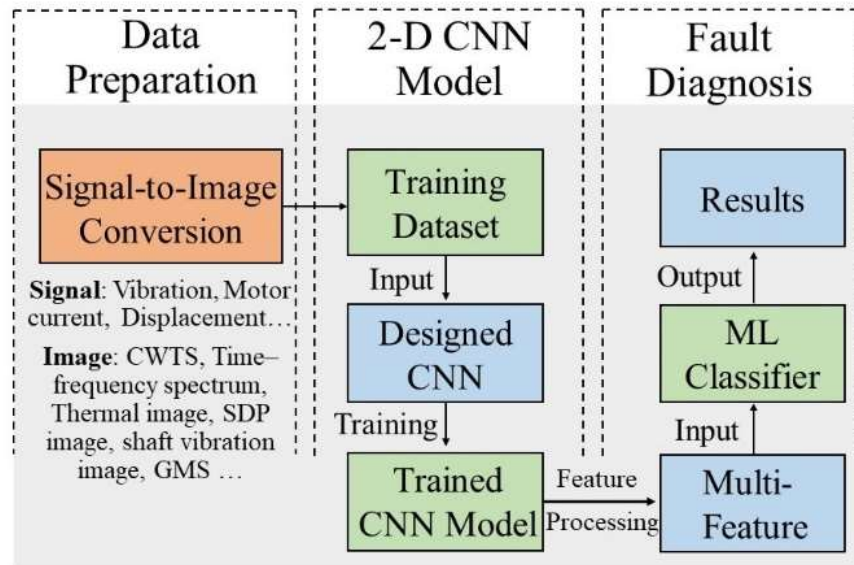 Data
Preparation
Signal-to-Image
Conversion
Signal: Vibration, Motor
current, Displacement…
Image: CWTS, Time–
frequency spectrum,
Thermal image, SDP
image, shaft vibration
image, GMS …
2-D CNN
Model
Training
Dataset
Input
Designed
CNN
Training
Trained
CNN Model
Feature
Processing
Fault
Diagnosis
Results
Output
ML
Classifier
Input
Multi-
Feature